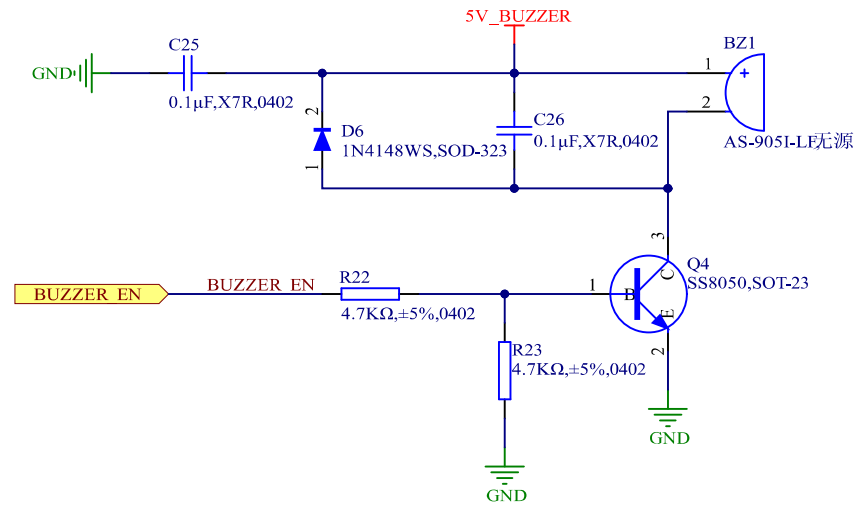 5V_BUZZER
C25
BZ1
GND
1
+
0.1μF,X7R,0402
2
D6
1N4148WS,SOD-323
1
C26
0.1μF,X7R,0402
2
AS-905I-LF无源
3
Q4
SS8050,SOT-23
BUZZER_EN
BUZZER_EN
R22
4.7KΩ,±5%,0402
1
B
C
E
2
R23
4.7KΩ,±5%,0402
GND
GND